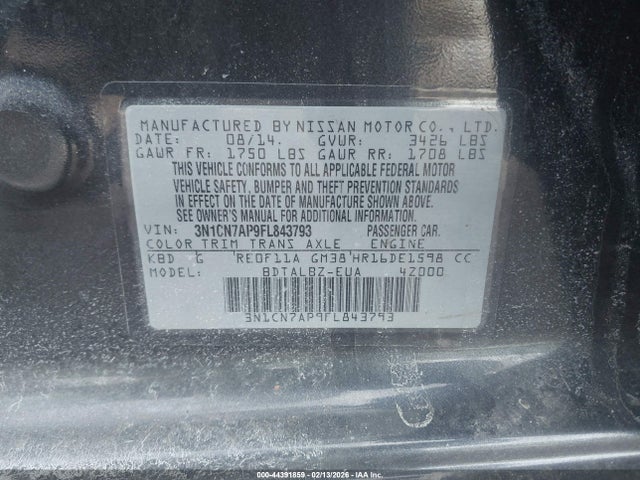 MANUFACTURED BY NISSAN MOTOR CO., LTD.
DATE: 08/14. GVWR: 3426 LBS
GAWR FR: 1750 LBS GAWR RR: 1708 LBS
THIS VEHICLE CONFORMS TO ALL APPLICABLE FEDERAL MOTOR
VEHICLE SAFETY, BUMPER AND THEFT PREVENTION STANDARDS
IN EFFECT ON THE DATE OF MANUFACTURE SHOWN ABOVE.
SEE OWNER'S MANUAL FOR ADDITIONAL INFORMATION.
VIN: 3N1CN7AP9FL843793 PASSENGER CAR.
COLOR TRIM TRANS AXLE ENGINE
KBD G 'RE0F11A GM38'HR16DE1598 CC
MODEL: BDTALBZ-EUA 4Z000
3N1CN7AP9FL843793
000-44391859 - 02/13/2026 - IAA Inc.